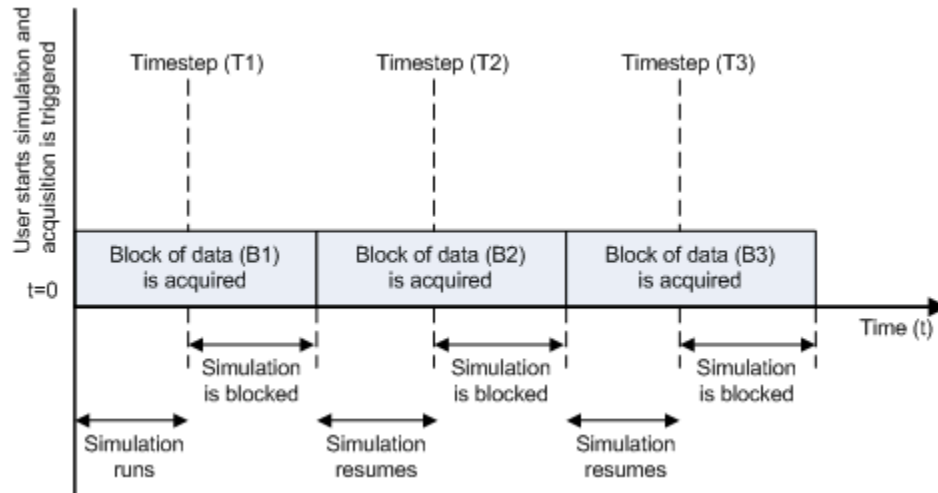 User starts simulation and
acquisition is triggered
Timestep (T1)
Timestep (T2)
Timestep (T3)
Block of data (B1)
is acquired
Block of data (B2)
is acquired
Block of data (B3)
is acquired
t=0
Time (t)
Simulation
is blocked
Simulation
is blocked
Simulation
is blocked
Simulation
runs
Simulation
resumes
Simulation
resumes